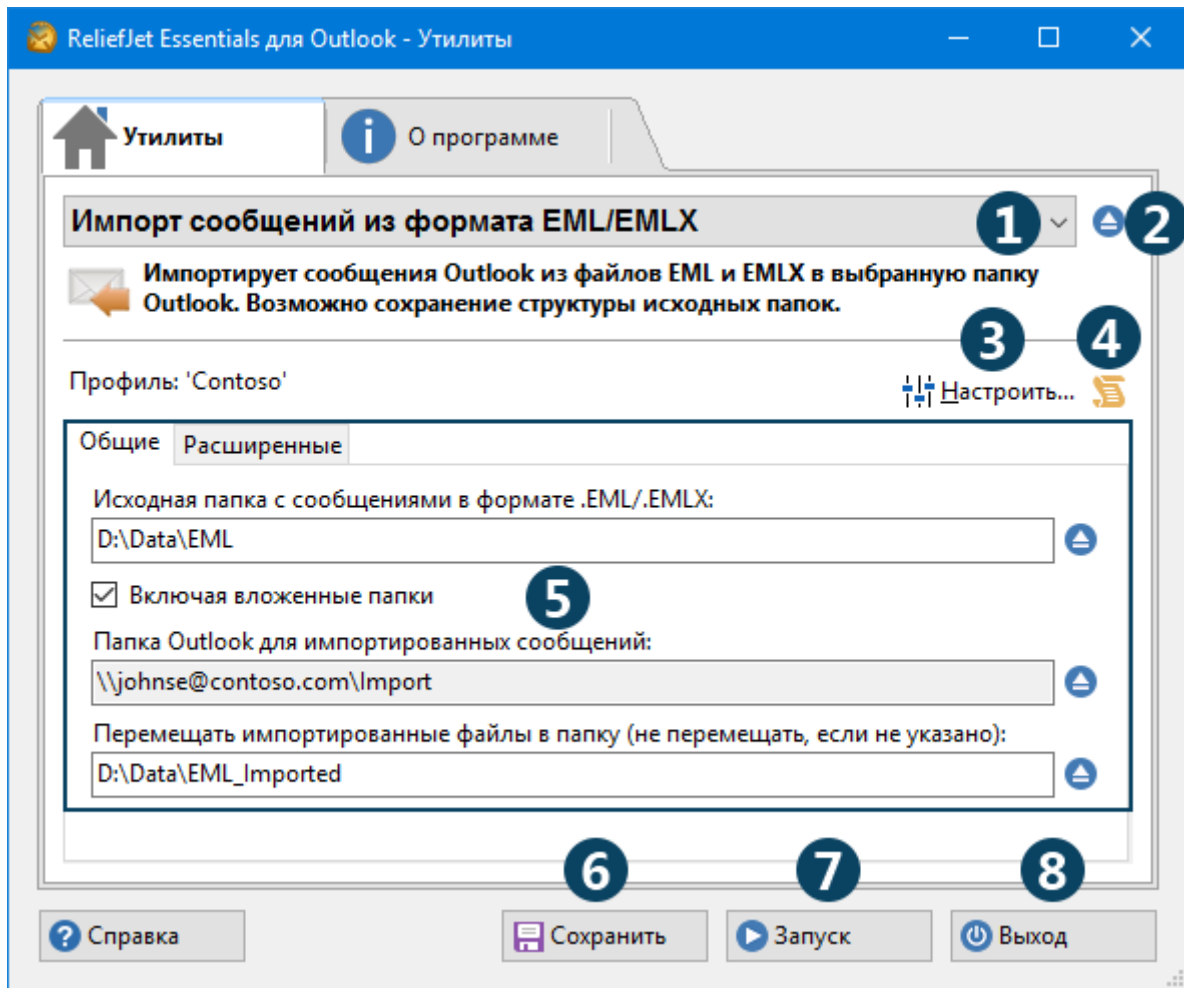 ReliefJet Essentials для Outlook - Утилиты
Утилиты
О программе
Импорт сообщений из формата EML/EMLX
1
2
Импортирует сообщения Outlook из файлов EML и EMLX в выбранную папку
Outlook. Возможно сохранение структуры исходных папок.
3
4
Профиль: 'Contoso'
Настроить...
Общие
Расширенные
Исходная папка с сообщениями в формате .EML/.EMLX:
D:\Data\EML
Включая вложенные папки
5
Папка Outlook для импортированных сообщений:
\\johnse@contoso.com\Import
Перемещать импортированные файлы в папку (не перемещать, если не указано):
D:\Data\EML_Imported
6
7
8
Справка
Сохранить
Запуск
Выход